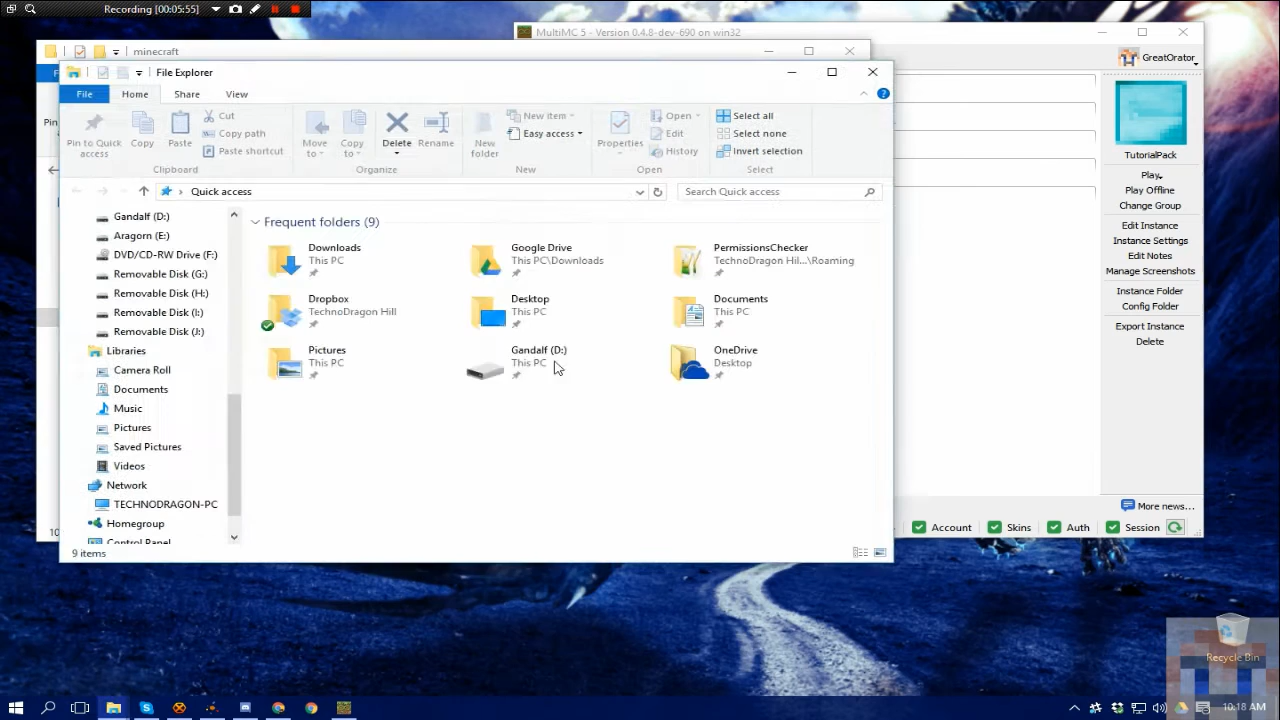 Recording [00:05:55]
MultiMC 5 - Version 0.4.8-dev-690 on win32
minecraft
GreatOrator
File Explorer
File
Home
Share
View
Pin to Quick access
Copy
Paste
Cut
Copy path
Paste shortcut
Clipboard
Move to
Copy to
Delete
Rename
Organize
New folder
New item
Easy access
New
Properties
Open
Edit
History
Open
Select all
Select none
Invert selection
Select
Quick access
Search Quick access
Gandalf (D:)
Aragorn (E:)
DVD/CD-RW Drive (F:)
Removable Disk (G:)
Removable Disk (H:)
Removable Disk (I:)
Removable Disk (J:)
Libraries
Camera Roll
Documents
Music
Pictures
Saved Pictures
Videos
Network
TECHNODRAGON-PC
Homegroup
Control Panel
Frequent folders (9)
Downloads
This PC
Google Drive
This PC\Downloads
PermissionsChecker
TechnoDragon Hil...\Roaming
Dropbox
TechnoDragon Hill
Desktop
This PC
Documents
This PC
Pictures
This PC
Gandalf (D:)
This PC
OneDrive
Desktop
9 items
TutorialPack
Play
Play Offline
Change Group
Edit Instance
Instance Settings
Edit Notes
Manage Screenshots
Instance Folder
Config Folder
Export Instance
Delete
More news...
Account
Skins
Auth
Session
Recycle Bin
10:18 AM